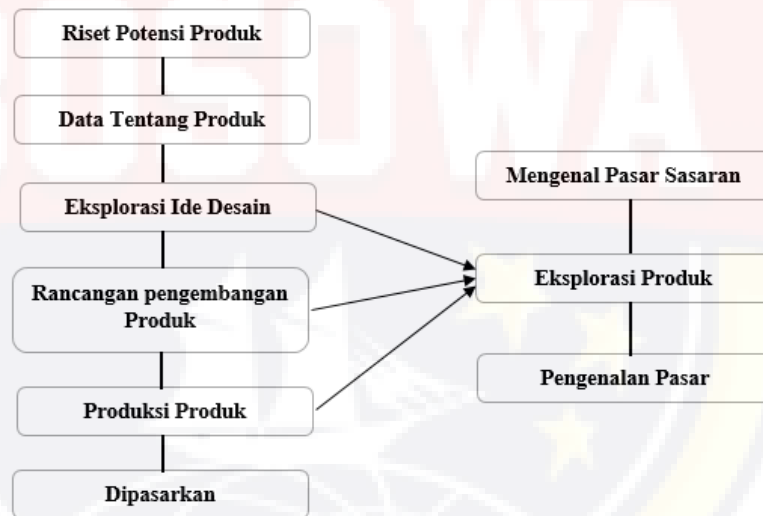 Riset Potensi Produk
Data Tentang Produk
Eksplorasi Ide Desain
Rancangan pengembangan
Produk
Produksi Produk
Dipasarkan
Mengenal Pasar Sasaran
Eksplorasi Produk
Pengenalan Pasar